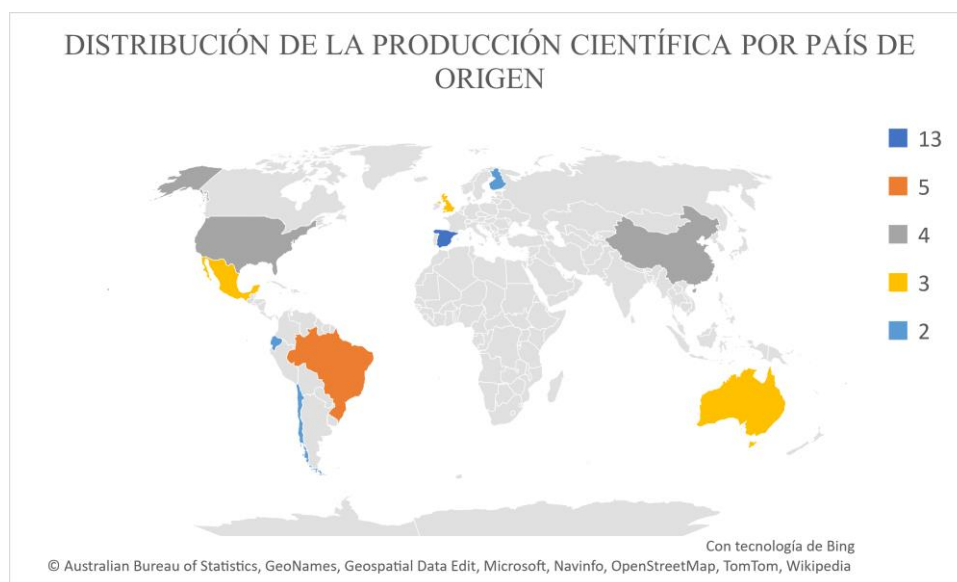 DISTRIBUCIÓN DE LA PRODUCCIÓN CIENTÍFICA POR PAÍS DE
ORIGEN
13
5
4
3
2
Con tecnología de Bing
© Australian Bureau of Statistics, GeoNames, Geospatial Data Edit, Microsoft, Navinfo, OpenStreetMap, TomTom, Wikipedia